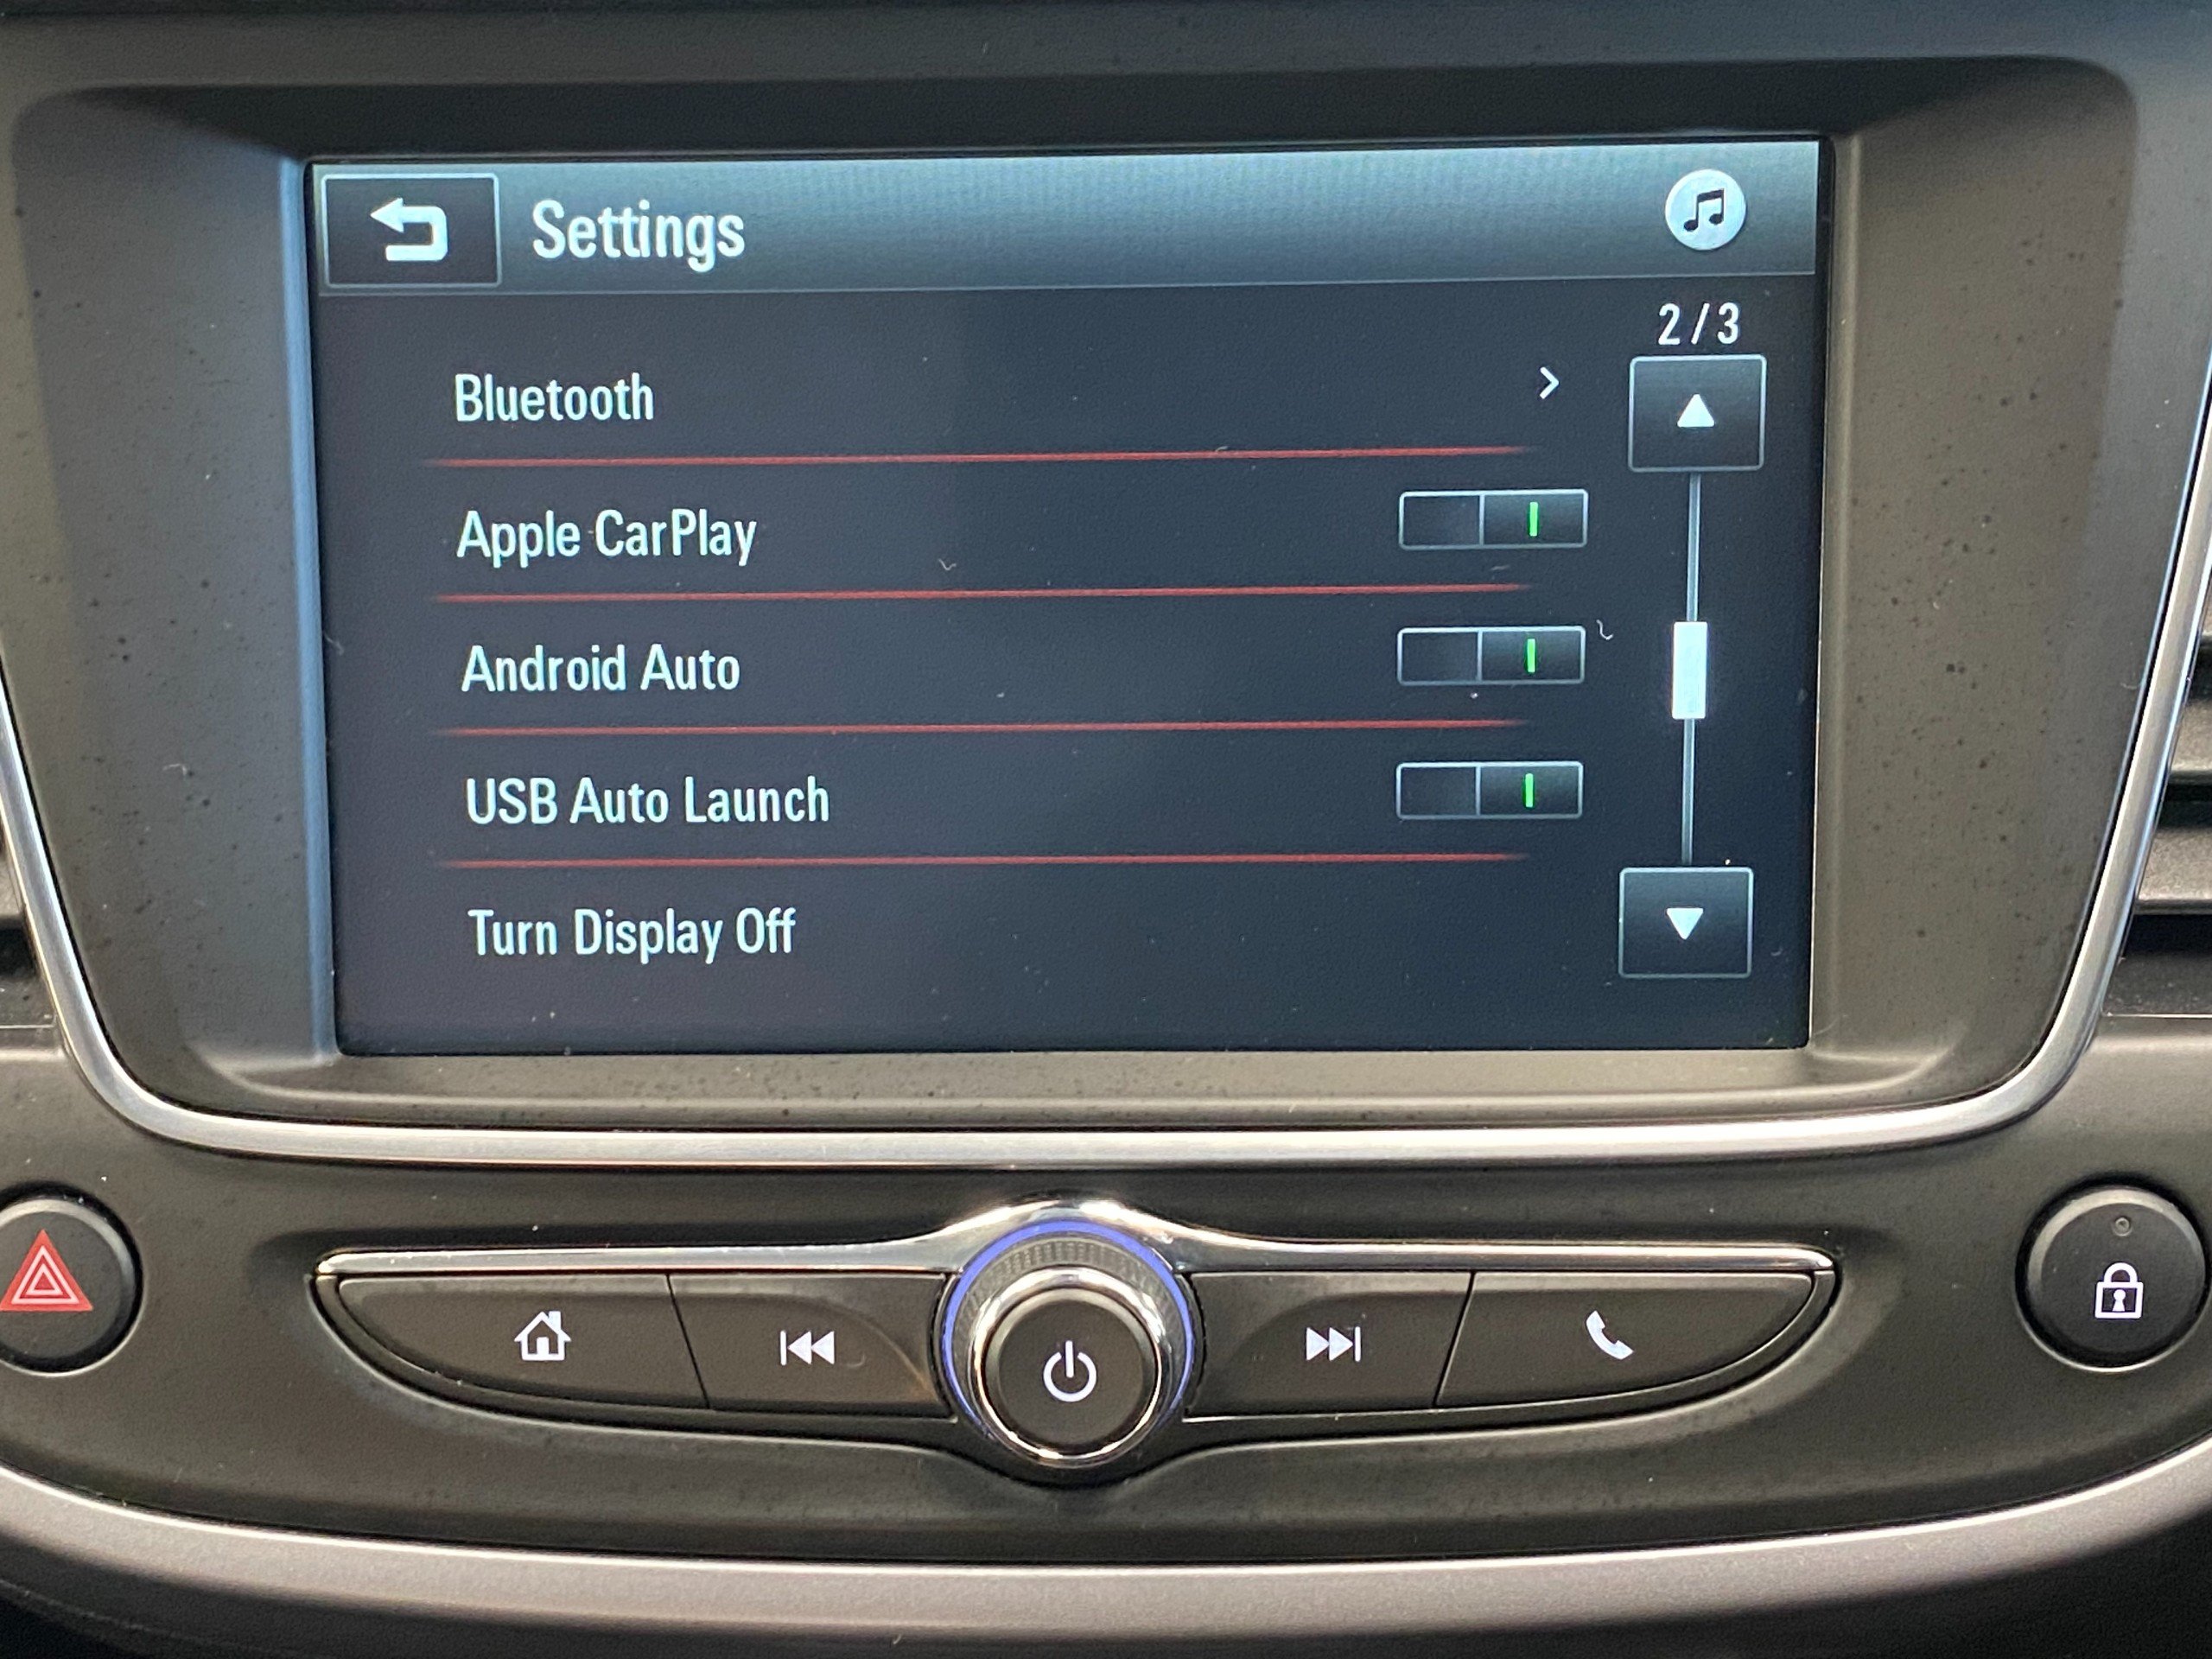 Settings
2/3
Bluetooth
Apple CarPlay
Android Auto
USB Auto Launch
Turn Display Off